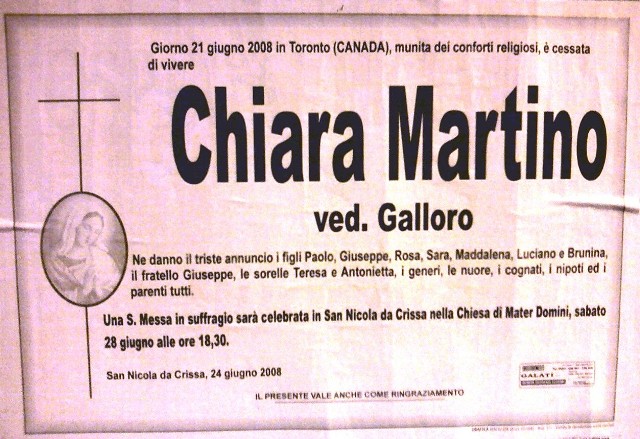 Giorno 21 giugno 2008 in Toronto (CANADA), munita dei conforti religiosi, è cessata
di vivere
Chiara Martino
ved. Galloro
Ne danno il triste annuncio i figli Paolo, Giuseppe, Rosa, Sara, Maddalena, Luciano e Brunina,
il fratello Giuseppe, le sorelle Teresa e Antonietta, i generi, le nuore, i cognati, i nipoti ed i
parenti tutti.
Una S. Messa in suffragio sarà celebrata in San Nicola da Crissa nella Chiesa di Mater Domini, sabato
28 giugno alle ore 18,30.
San Nicola da Crissa, 24 giugno 2008
GALATI
IL PRESENTE VALE ANCHE COME RINGRAZIAMENTO